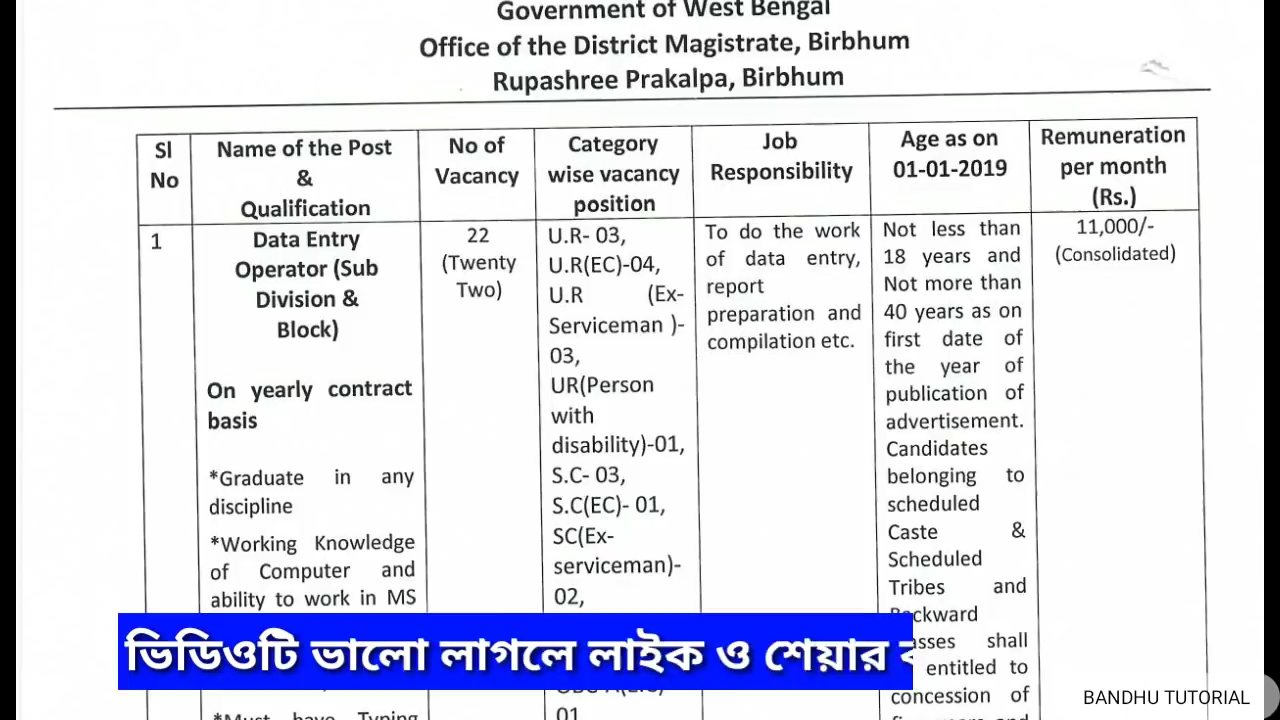 Government of West Bengal
Office of the District Magistrate, Birbhum
Rupashree Prakalpa, Birbhum
Sl
No
Name of the Post
&
Qualification
No of
Vacancy
Category
wise vacancy
position
Job
Responsibility
Age as on
01-01-2019
Remuneration
per month
(Rs.)
1
Data Entry
Operator (Sub
Division &
Block)
On yearly contract
basis
*Graduate in any
discipline
*Working Knowledge
of Computer and
ability to work in MS
*Must have Typing
22
(Twenty
Two)
U.R- 03,
U.R(EC)-04,
U.R (Ex-
Serviceman )-
03,
UR(Person
with
disability)-01,
S.C- 03,
S.C(EC)- 01,
SC(Ex-
serviceman)-
02,
01
To do the work
of data entry,
report
preparation and
compilation etc.
Not less than
18 years and
Not more than
40 years as on
first date of
the year of
publication of
advertisement.
Candidates
belonging to
scheduled
Caste &
Scheduled
Tribes and
Backward
shall
entitled to
concession of
11,000/-
(Consolidated)
ভিডিওটি ভালো লাগলে লাইক ও শেয়ার
BANDHU TUTORIAL